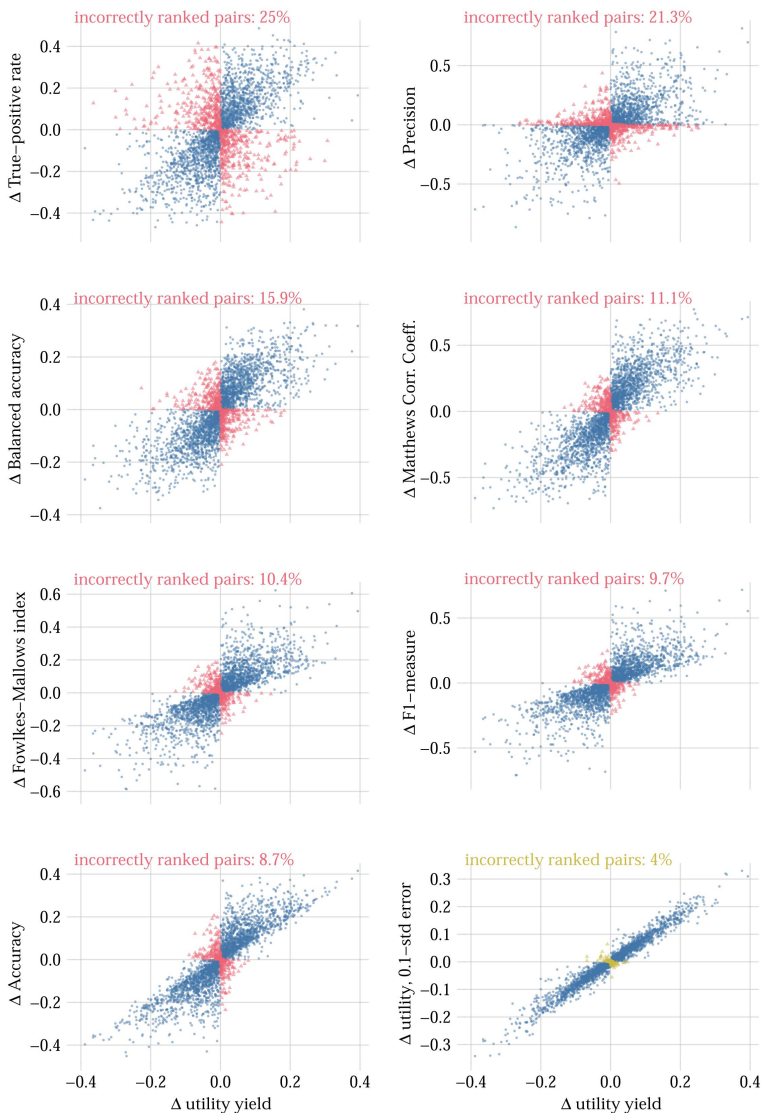 incorrectly ranked pairs: 25%
0.4
0.2
0.0
−0.2
−0.4
Δ True−positive rate
incorrectly ranked pairs: 21.3%
0.5
0.0
−0.5
Δ Precision
incorrectly ranked pairs: 15.9%
0.4
0.2
0.0
−0.2
−0.4
Δ Balanced accuracy
incorrectly ranked pairs: 11.1%
0.5
0.0
−0.5
Δ Matthews Corr. Coeff.
incorrectly ranked pairs: 10.4%
0.6
0.4
0.2
0.0
−0.2
−0.4
−0.6
Δ Fowlkes−Mallows index
incorrectly ranked pairs: 9.7%
0.5
0.0
−0.5
Δ F1−measure
incorrectly ranked pairs: 8.7%
0.4
0.2
0.0
−0.2
−0.4
Δ Accuracy
−0.4 −0.2 0.0 0.2 0.4
Δ utility yield
incorrectly ranked pairs: 4%
0.3
0.2
0.1
0.0
−0.1
−0.2
−0.3
Δ utility, 0.1−std error
−0.4 −0.2 0.0 0.2 0.4
Δ utility yield